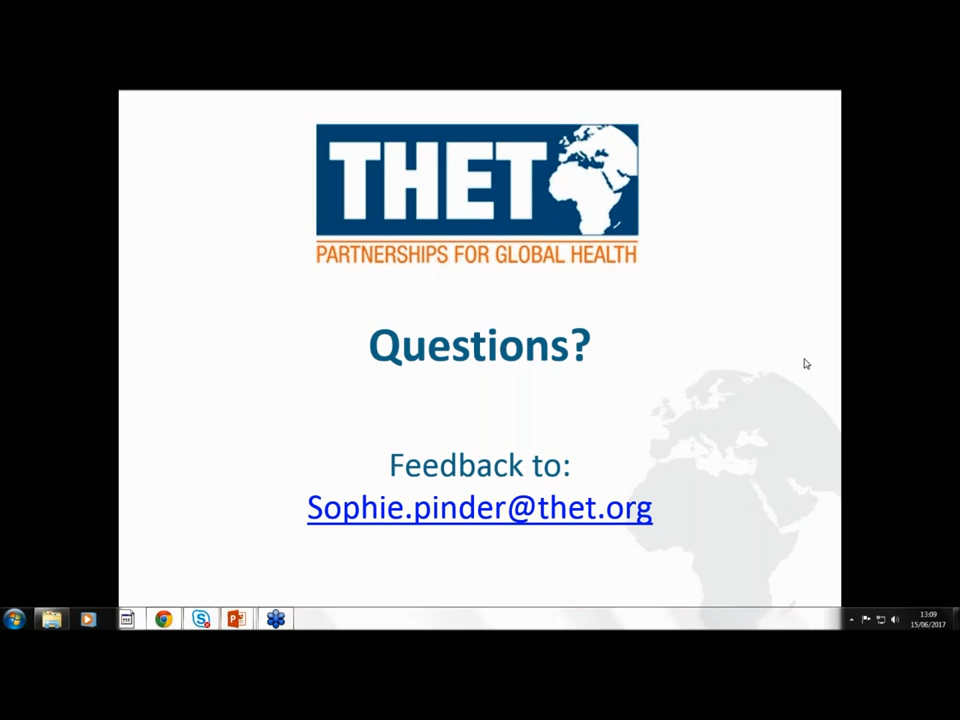 THET
PARTNERSHIPS FOR GLOBAL HEALTH
Questions?
Feedback to:
Sophie.pinder@thet.org
13:09
15/06/2017